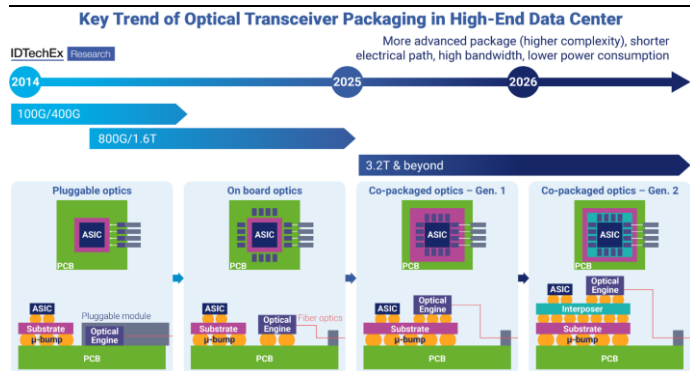 Key Trend of Optical Transceiver Packaging in High-End Data Center
IDTechEx Research
More advanced package (higher complexity), shorter
electrical path, high bandwidth, lower power consumption
2014
2025
2026
100G/400G
800G/1.6T
3.2T & beyond
Pluggable optics
ASIC
PCB
ASIC
Pluggable module
Substrate
Optical
Engine
μ-bump
PCB
On board optics
ASIC
PCB
ASIC
Fiber optics
Substrate
Optical
Engine
μ-bump
PCB
Co-packaged optics – Gen. 1
ASIC
PCB
ASIC
Optical
Engine
Substrate
μ-bump
PCB
Co-packaged optics – Gen. 2
ASIC
PCB
ASIC
Optical
Engine
Interposer
Substrate
μ-bump
PCB